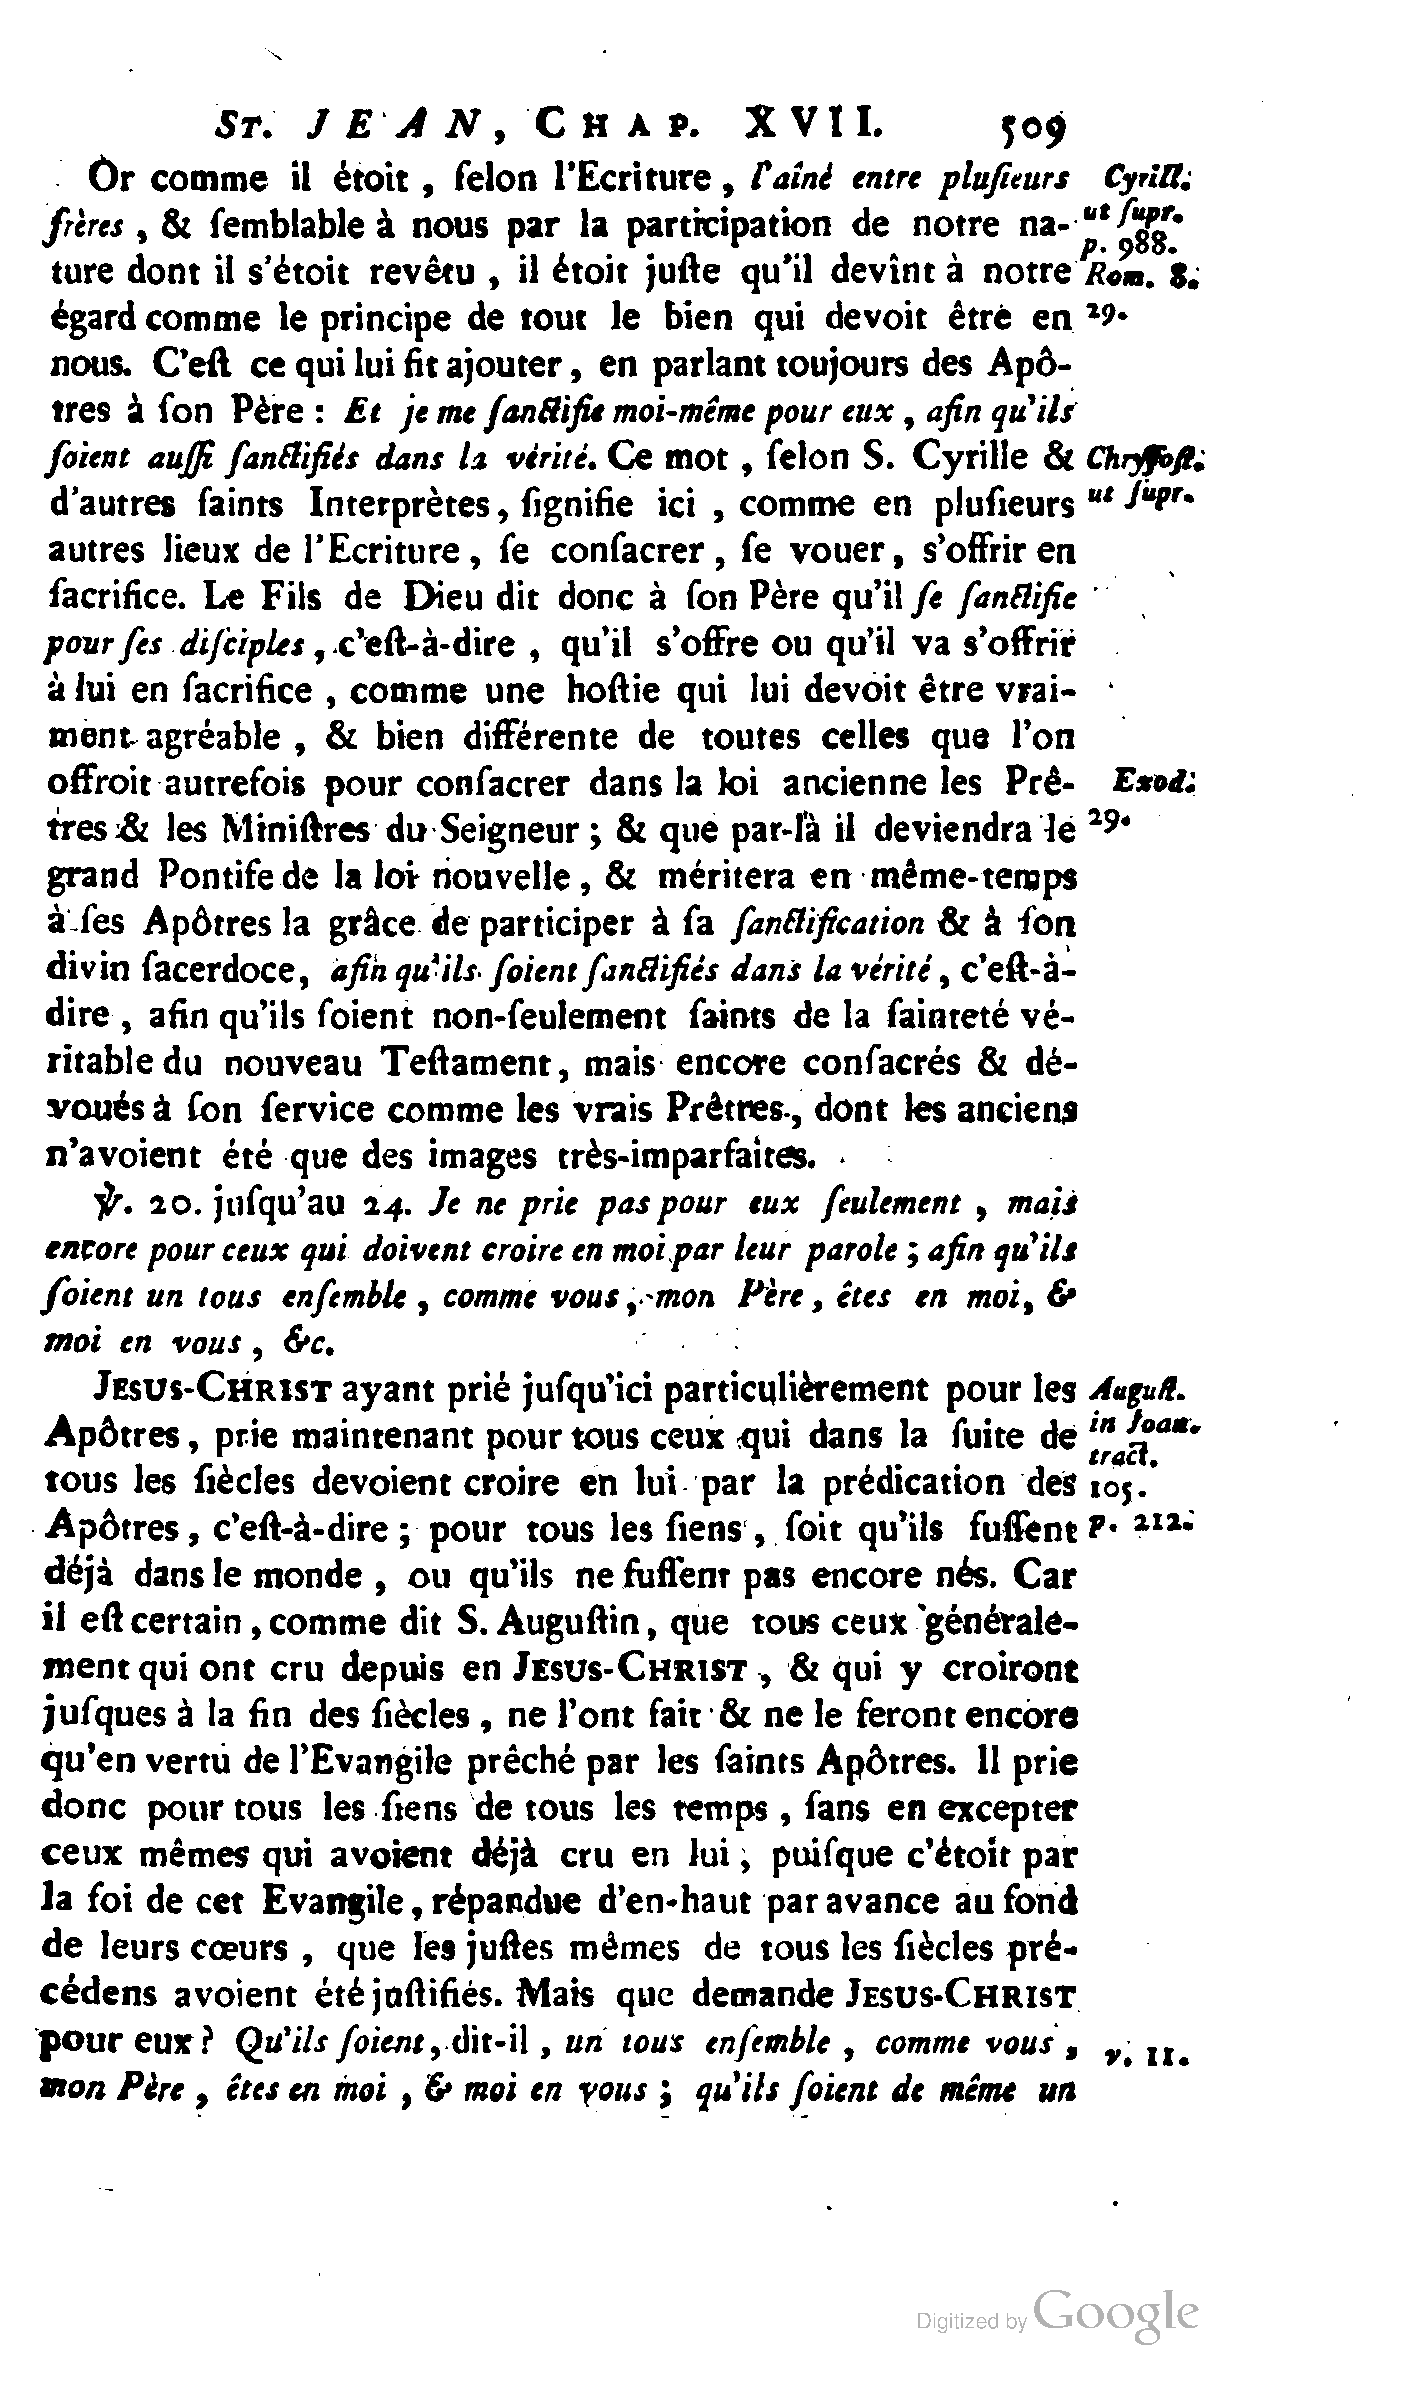 ST. JEAN, CHAP. XVII. 509
Or comme il étoit, ſelon l'Ecriture, l'aîné entre pluſieurs
Cyrill.
frères, & ſemblable à nous par la participation de notre na-
ut ſupr.
p. 988.
ture dont il s'étoit revêtu, il étoit juſte qu'il devînt à notre
Rom. 8.
égard comme le principe de tout le bien qui devoit être en
29.
nous. C'eſt ce qui lui fit ajouter, en parlant toujours des Apô-
tres à ſon Père : Et je me ſanctifie moi-même pour eux, afin qu'ils
ſoient auſſi ſanctifiés dans la vérité. Ce mot, ſelon S. Cyrille &
Chryſoſt.
d'autres ſaints Interprètes, ſignifie ici, comme en pluſieurs
ut ſupr.
autres lieux de l'Ecriture, ſe conſacrer, ſe vouer, s'offrir en
ſacrifice. Le Fils de Dieu dit donc à ſon Père qu'il ſe ſanctifie
pour ſes diſciples, c'eſt-à-dire, qu'il s'offre ou qu'il va s'offrir
à lui en ſacrifice, comme une hoſtie qui lui devoit être vrai-
ment agréable, & bien différente de toutes celles que l'on
offroit autrefois pour conſacrer dans la loi ancienne les Prê-
Exod.
tres & les Miniſtres du Seigneur ; & que par-là il deviendra le
29.
grand Pontife de la loi nouvelle, & méritera en même-temps
à ſes Apôtres la grâce de participer à ſa ſanctification & à ſon
divin ſacerdoce, afin qu'ils ſoient ſanctifiés dans la vérité, c'eſt-à-
dire, afin qu'ils ſoient non-ſeulement ſaints de la ſainteté vé-
ritable du nouveau Teſtament, mais encore conſacrés & dé-
voués à ſon ſervice comme les vrais Prêtres, dont les anciens
n'avoient été que des images très-imparfaites.
℣. 20. juſqu'au 24. Je ne prie pas pour eux ſeulement, mais
encore pour ceux qui doivent croire en moi par leur parole ; afin qu'ils
ſoient un tous enſemble, comme vous, mon Père, êtes en moi, &
moi en vous, &c.
JESUS-CHRIST ayant prié juſqu'ici particulièrement pour les
Auguſt.
Apôtres, prie maintenant pour tous ceux qui dans la ſuite de
in Joan.
tract.
tous les ſiècles devoient croire en lui par la prédication des
105.
Apôtres, c'eſt-à-dire ; pour tous les ſiens, ſoit qu'ils fuſſent
p. 212.
déjà dans le monde, ou qu'ils ne fuſſent pas encore nés. Car
il eſt certain, comme dit S. Auguſtin, que tous ceux générale-
ment qui ont cru depuis en JESUS-CHRIST, & qui y croiront
juſques à la fin des ſiècles, ne l'ont fait & ne le feront encore
qu'en vertu de l'Evangile prêché par les ſaints Apôtres. Il prie
donc pour tous les ſiens de tous les temps, ſans en excepter
ceux mêmes qui avoient déjà cru en lui ; puiſque c'étoit par
la foi de cet Evangile, répandue d'en-haut par avance au fond
de leurs cœurs, que les juſtes mêmes de tous les ſiècles pré-
cédens avoient été juſtifiés. Mais que demande JESUS-CHRIST
pour eux ? Qu'ils ſoient, dit-il, un tous enſemble, comme vous,
v. 11.
mon Père, êtes en moi, & moi en vous ; qu'ils ſoient de même un
Digitized by Google